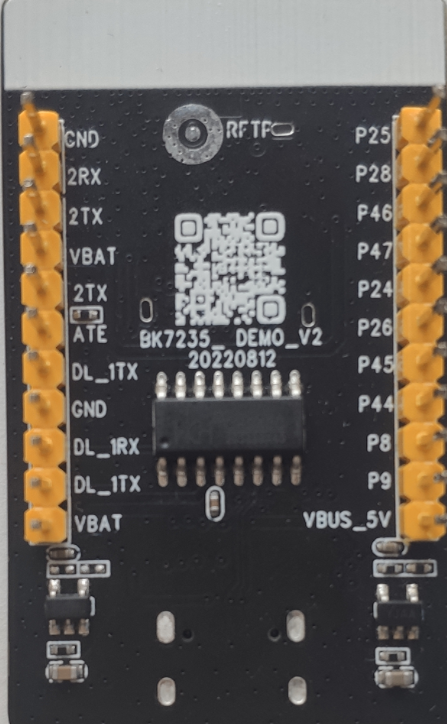 RFTP
GND
2RX
2TX
VBAT
2TX
ATE
DL_1TX
GND
DL_1RX
DL_1TX
VBAT
BK7235_ DEMO_V2
20220812
P25
P28
P46
P47
P24
P26
P45
P44
P8
P9
VBUS_5V